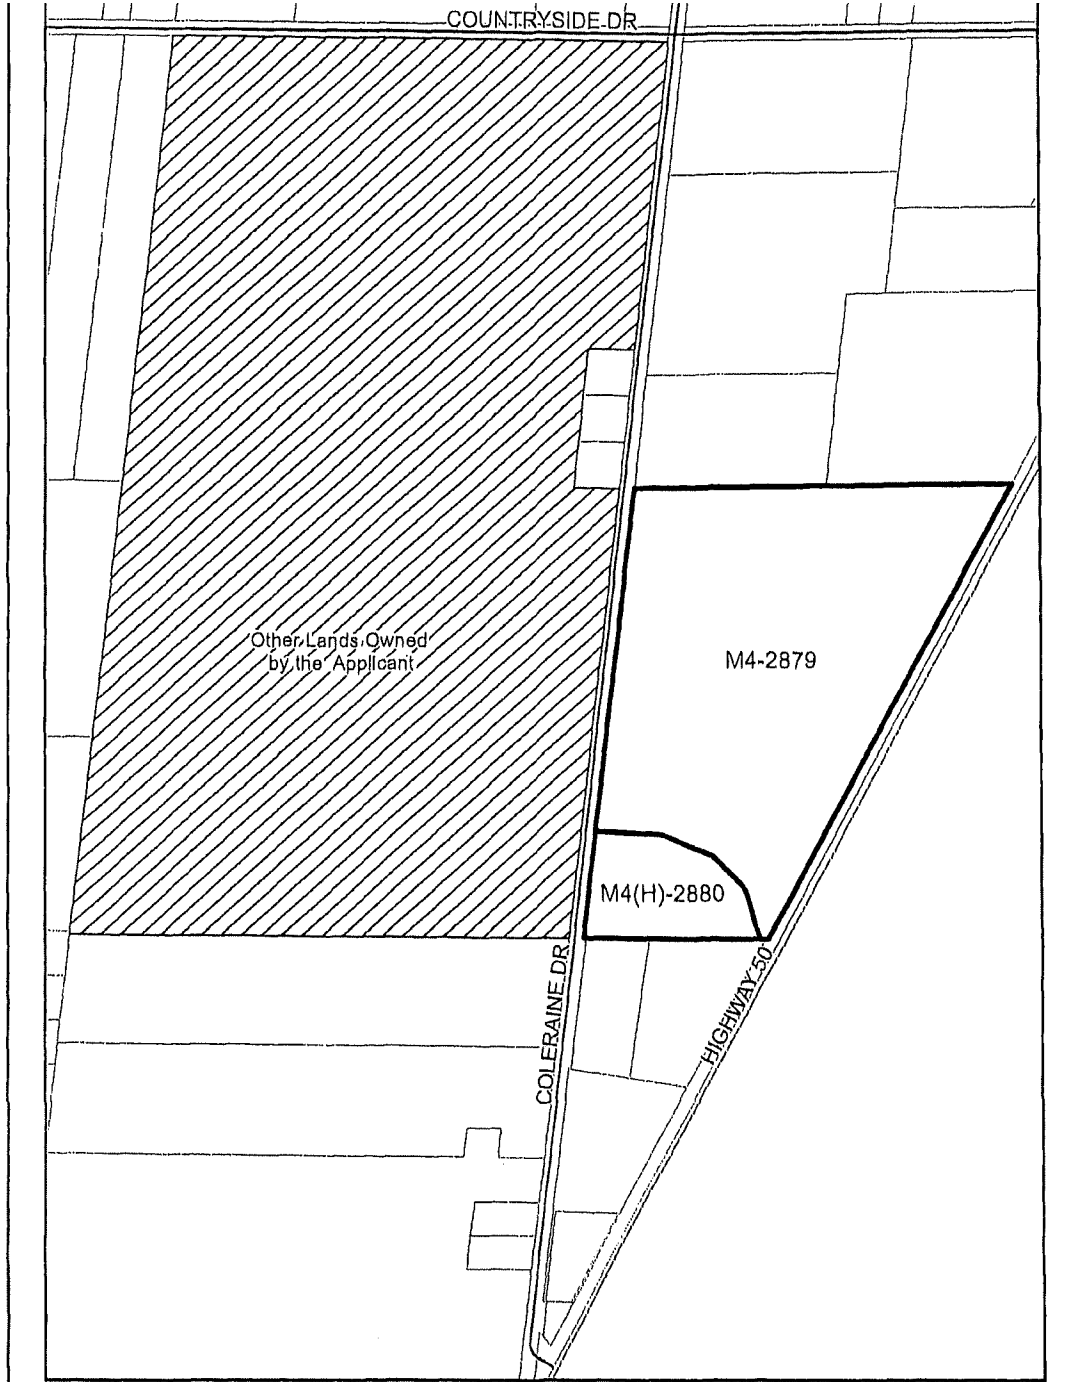 COUNTRYSIDE DR
Other Lands Owned
by the Applicant
M4-2879
M4(H)-2880
COLERAINE DR
HIGHWAY 50